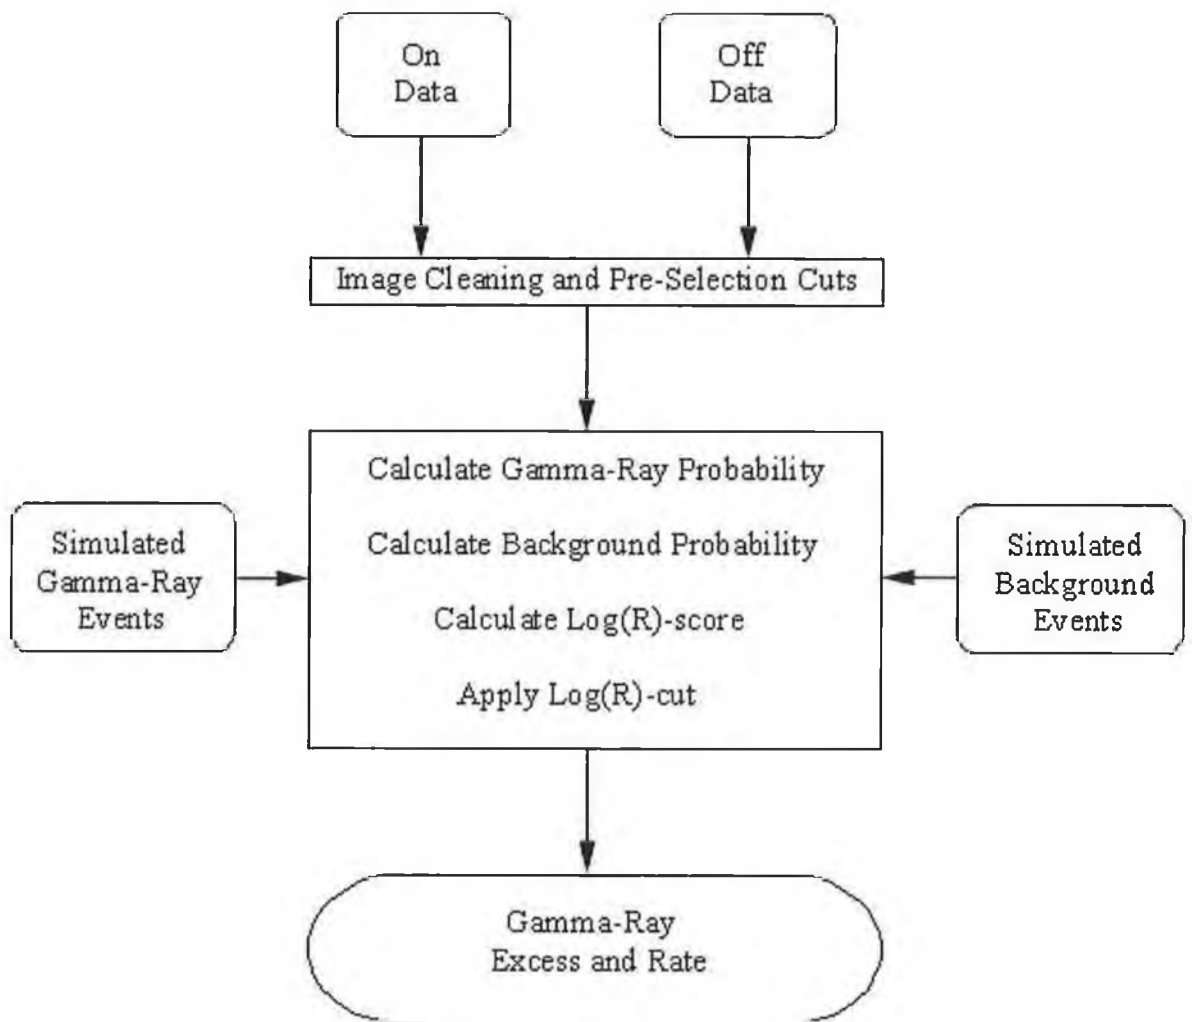 On
Data
Off
Data
Image Cleaning and Pre-Selection Cuts
Calculate Gamma-Ray Probability
Calculate Background Probability
Calculate Log(R)-score
Apply Log(R)-cut
Simulated
Gamma-Ray
Events
Simulated
Background
Events
Gamma-Ray
Excess and Rate